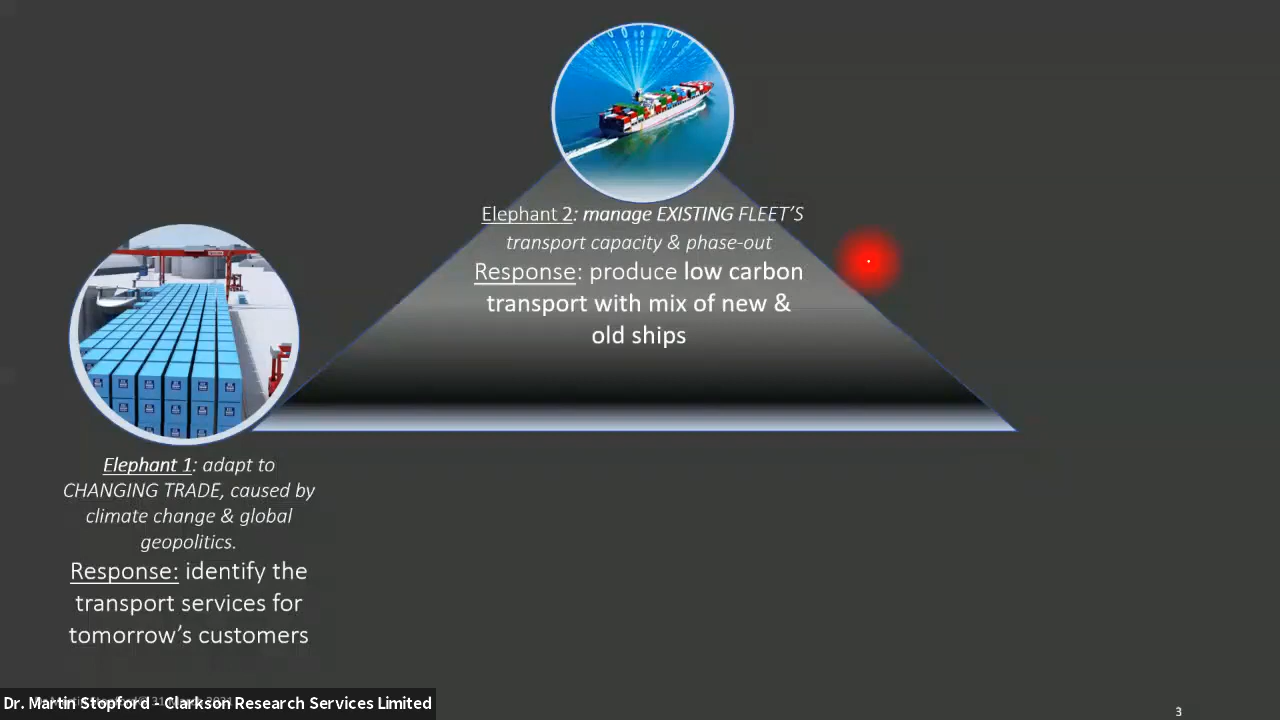 Elephant 2: manage EXISTING FLEET'S
transport capacity & phase-out
Response: produce low carbon
transport with mix of new &
old ships
Elephant 1: adapt to
CHANGING TRADE, caused by
climate change & global
geopolitics.
Response: identify the
transport services for
tomorrow's customers
Dr. Martin Stopford - Clarkson Research Services Limited
3